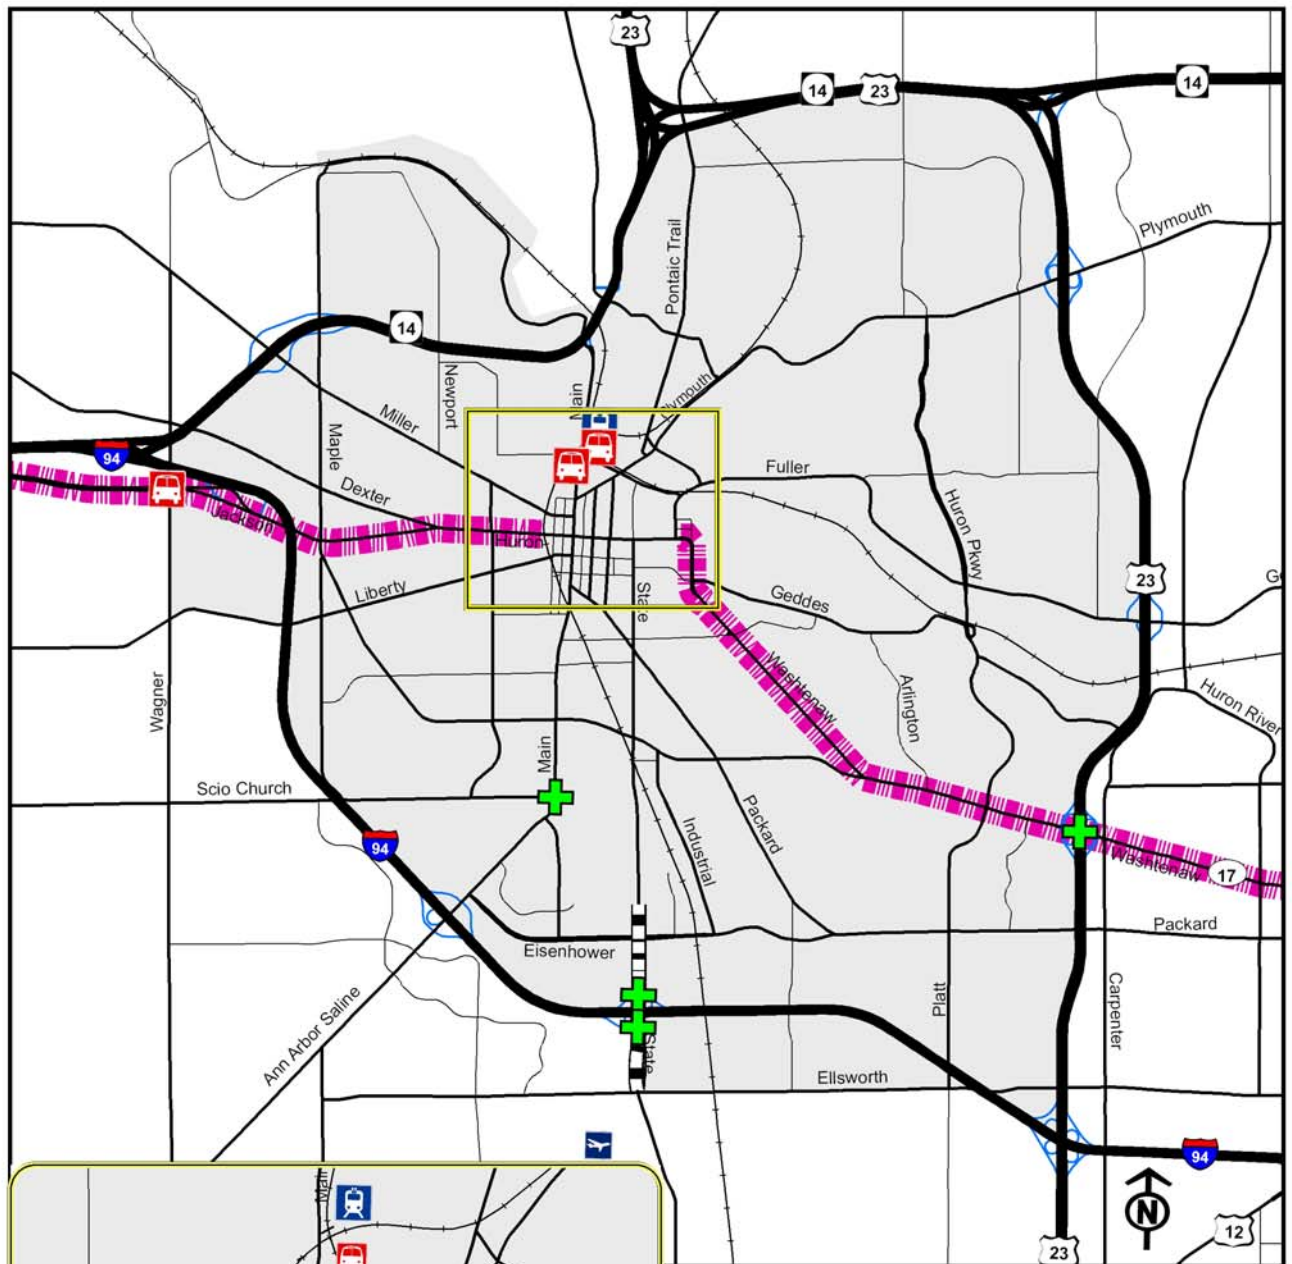 23
14
23
14
Plymouth
Pontaic Trail
14
Newport
Main
Plymouth
Miller
Maple
94
Fuller
Dexter
Huron Pkwy
Jackson
Huron
23
Liberty
State
Geddes
Washtenaw
Arlington
Wagner
Huron River
Main
Scio Church
Packard
Industrial
94
Washtenaw
17
Packard
Eisenhower
Platt
Carpenter
Ann Arbor Saline
State
Ellsworth
94
Main
N
12
23